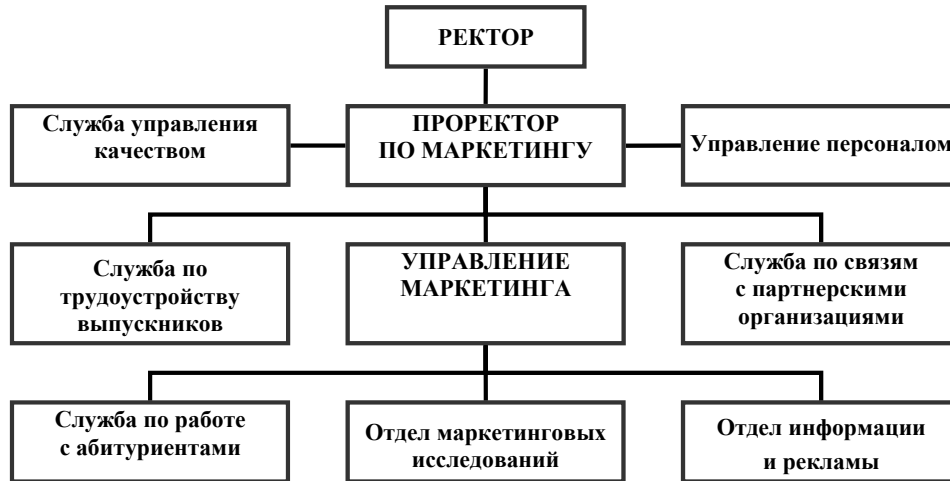 РЕКТОР
Служба управления
качеством
ПРОРЕКТОР
ПО МАРКЕТИНГУ
Управление персоналом
Служба по
трудоустройству
выпускников
УПРАВЛЕНИЕ
МАРКЕТИНГА
Служба по связям
с партнерскими
организациями
Служба по работе
с абитуриентами
Отдел маркетинговых
исследований
Отдел информации
и рекламы